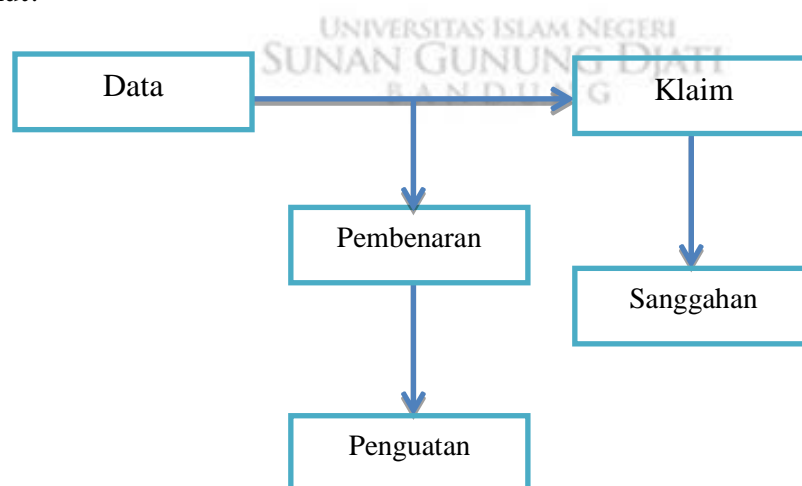 UNIVERSITAS ISLAM NEGERI
SUNAN GUNUNG DJATI
BANDUNG
Data
Klaim
Pembenaran
Sanggahan
Penguatan